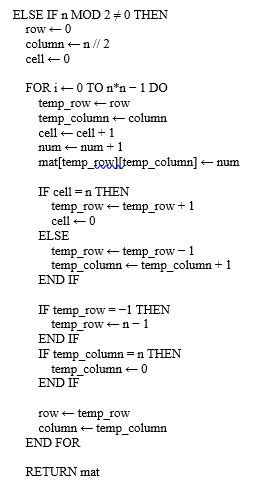 ELSE IF n MOD 2 ≠ 0 THEN
row ← 0
column ← n // 2
cell ← 0
FOR i ← 0 TO n*n – 1 DO
temp_row ← row
temp_column ← column
cell ← cell + 1
num ← num + 1
mat[temp_row][temp_column] ← num
IF cell = n THEN
temp_row ← temp_row + 1
cell ← 0
ELSE
temp_row ← temp_row – 1
temp_column ← temp_column + 1
END IF
IF temp_row = –1 THEN
temp_row ← n – 1
END IF
IF temp_column = n THEN
temp_column ← 0
END IF
row ← temp_row
column ← temp_column
END FOR
RETURN mat